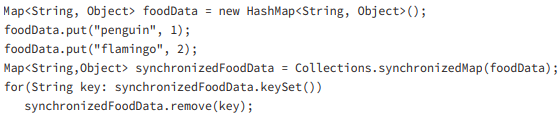 Map<String, Object> foodData = new HashMap<String, Object>();
foodData.put("penguin", 1);
foodData.put("flamingo", 2);
Map<String,Object> synchronizedFoodData = Collections.synchronizedMap(foodData);
for(String key: synchronizedFoodData.keySet())
   synchronizedFoodData.remove(key);